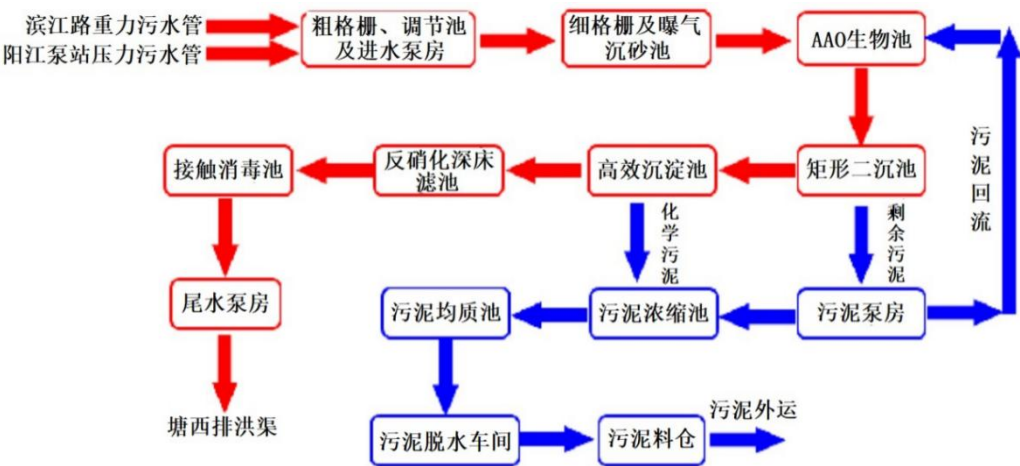 滨江路重力污水管
阳江泵站压力污水管
粗格栅、调节池
及进水泵房
细格栅及曝气
沉砂池
AAO生物池
污泥回流
接触消毒池
反硝化深床
滤池
高效沉淀池
矩形二沉池
化学污泥
剩余污泥
尾水泵房
污泥均质池
污泥浓缩池
污泥泵房
塘西排洪渠
污泥脱水车间
污泥料仓
污泥外运